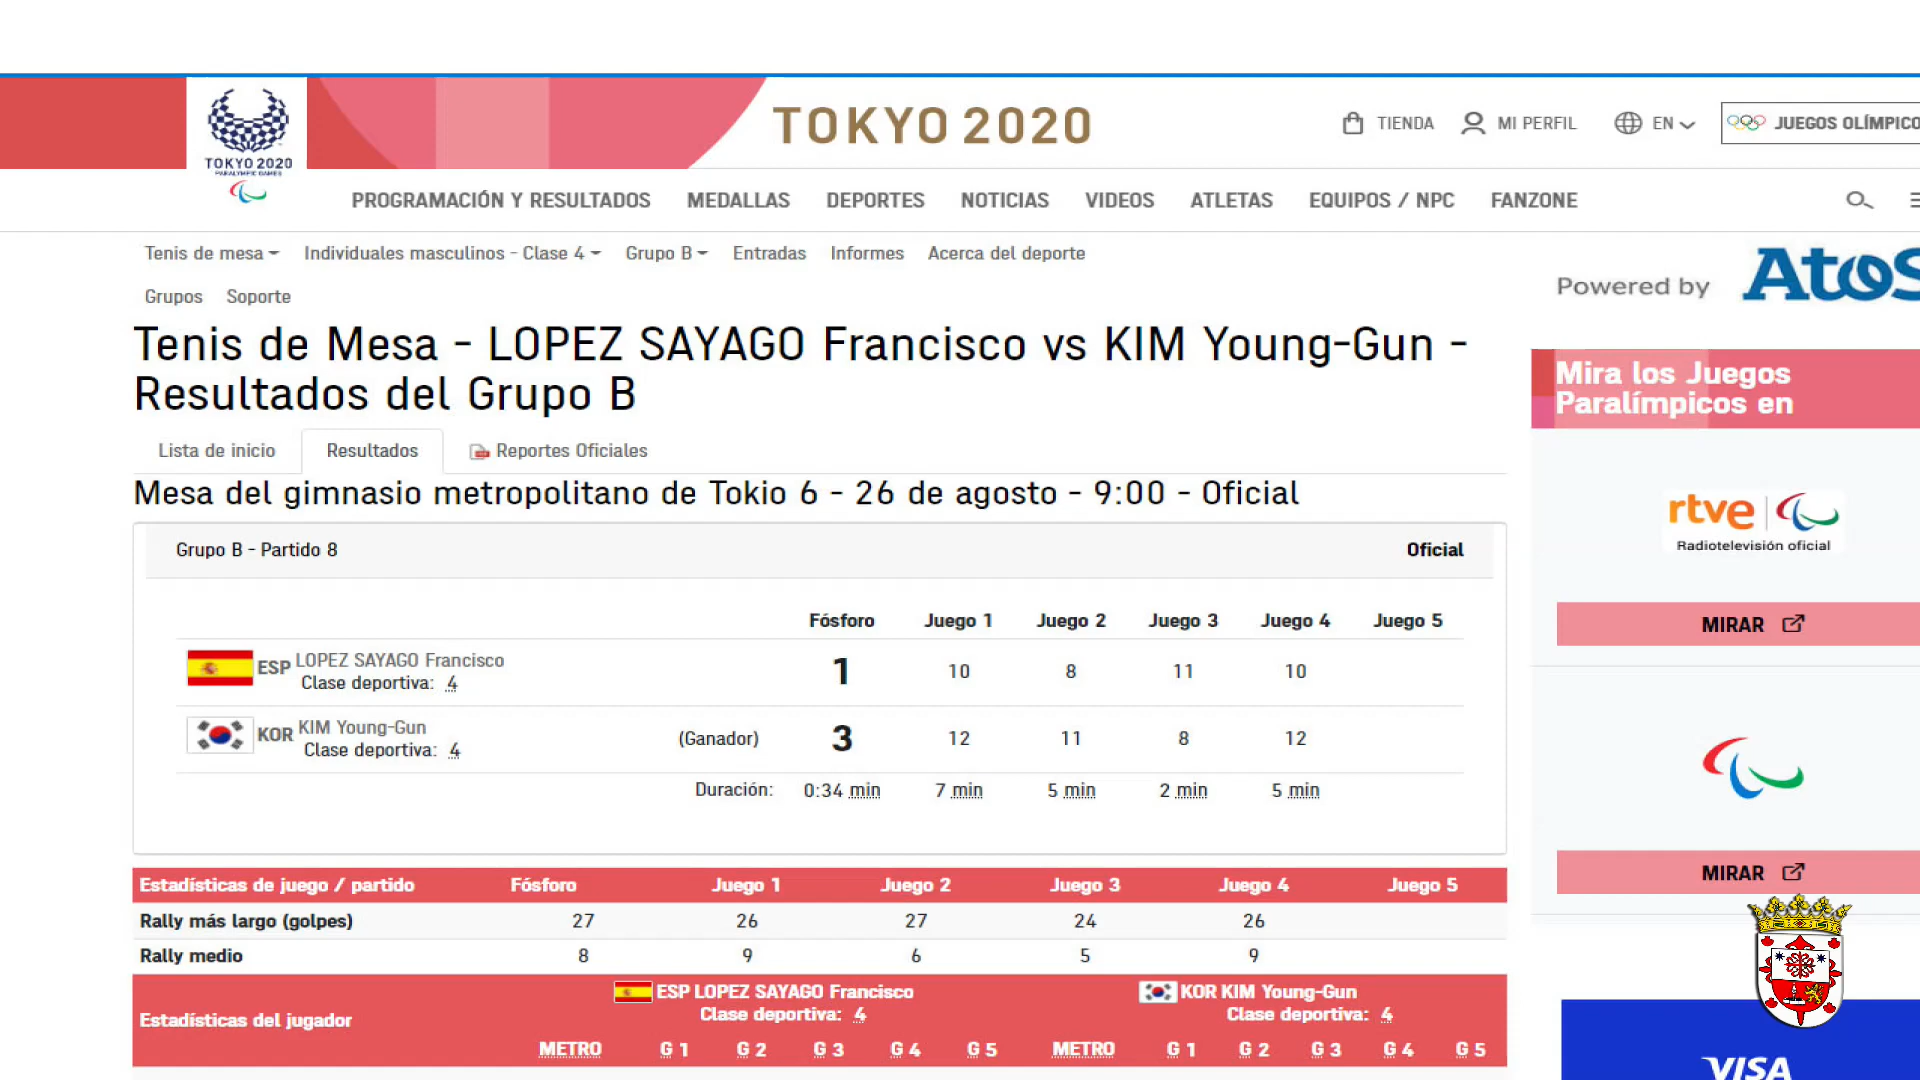 TOKYO 2020
TIENDA
MI PERFIL
EN
JUEGOS OLÍMPICO
TOKYO 2020
PARALYMPIC GAMES
PROGRAMACIÓN Y RESULTADOS MEDALLAS DEPORTES NOTICIAS VIDEOS ATLETAS EQUIPOS / NPC FANZONE
Tenis de mesa Individuales masculinos - Clase 4 Grupo B Entradas Informes Acerca del deporte
Grupos Soporte
Powered by Atos
Tenis de Mesa - LOPEZ SAYAGO Francisco vs KIM Young-Gun -
Resultados del Grupo B
Mira los Juegos
Paralímpicos en
Lista de inicio Resultados Reportes Oficiales
Mesa del gimnasio metropolitano de Tokio 6 - 26 de agosto - 9:00 - Oficial
rtve
Radiotelevisión oficial
MIRAR
Grupo B - Partido 8 Oficial
Fósforo Juego 1 Juego 2 Juego 3 Juego 4 Juego 5
ESP LOPEZ SAYAGO Francisco 1 10 8 11 10
Clase deportiva: 4
KOR KIM Young-Gun (Ganador) 3 12 11 8 12
Clase deportiva: 4
Duración: 0:34 min 7 min 5 min 2 min 5 min
MIRAR
Estadísticas de juego / partido Fósforo Juego 1 Juego 2 Juego 3 Juego 4 Juego 5
Rally más largo (golpes) 27 26 27 24 26
Rally medio 8 9 6 5 9
Estadísticas del jugador
ESP LOPEZ SAYAGO Francisco KOR KIM Young-Gun
Clase deportiva: 4 Clase deportiva: 4
METRO G 1 G 2 G 3 G 4 G 5 METRO G 1 G 2 G 3 G 4 G 5
VISA